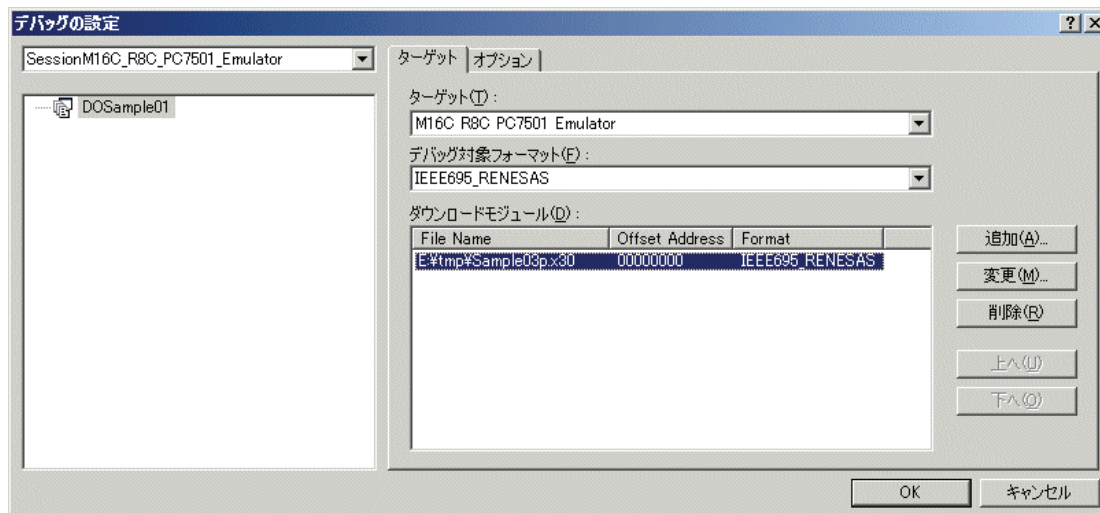 デバッグの設定
SessionM16C_R8C_PC7501_Emulator
DOSample01
ターゲット オプション
ターゲット(T) :
M16C R8C PC7501 Emulator
デバッグ対象フォーマット(F) :
IEEE695_RENESAS
ダウンロードモジュール(D) :
File Name Offset Address Format
E:¥tmp¥Sample03p.x30 00000000 IEEE695_RENESAS
追加(A)...
変更(M)...
削除(R)
上へ(U)
下へ(O)
OK キャンセル